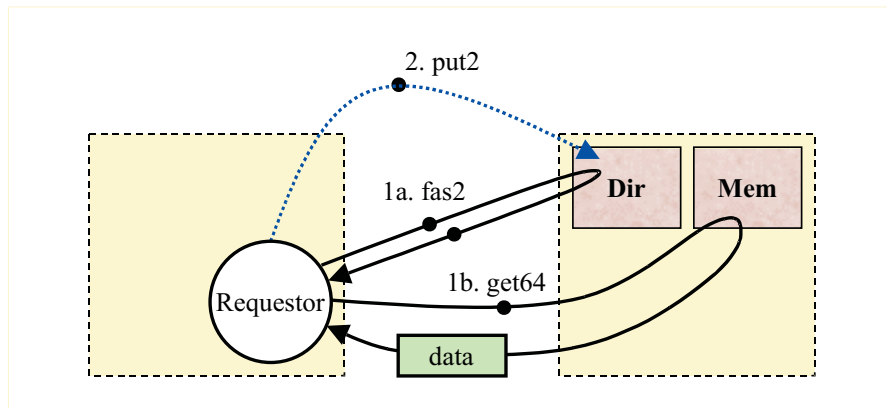 2. put2
1a. fas2
Dir
Mem
1b. get64
Requestor
data